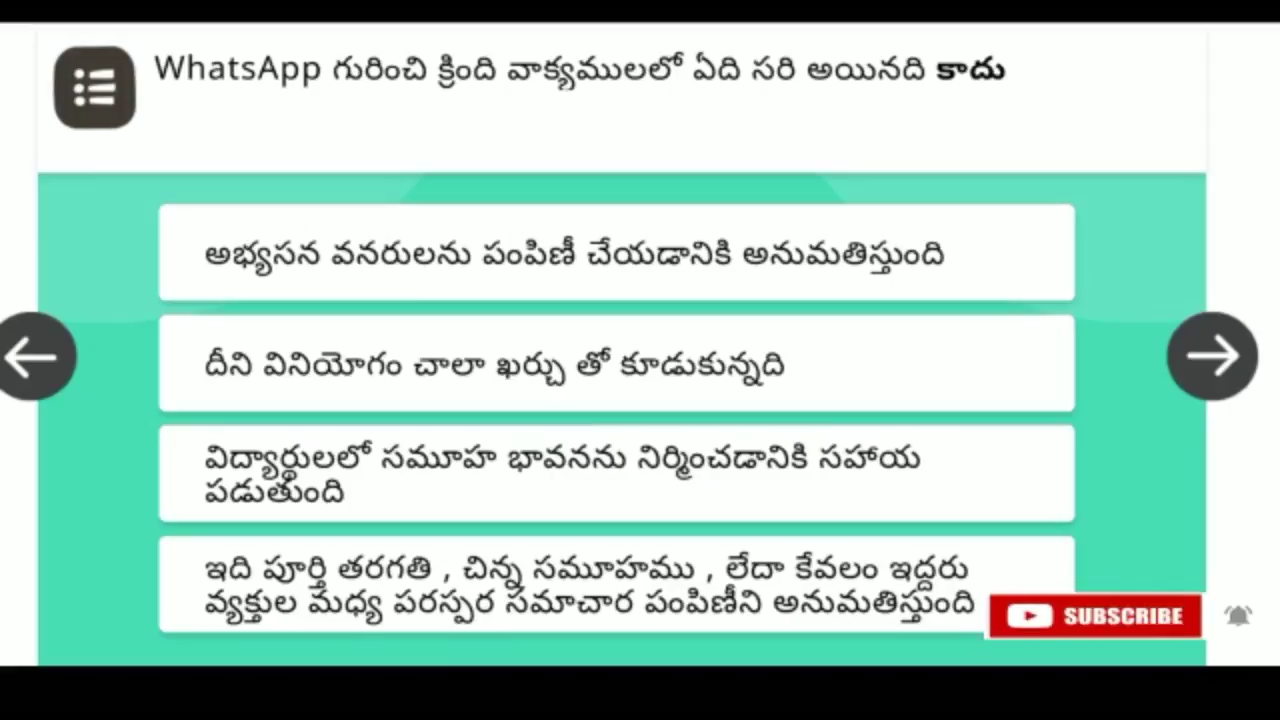 WhatsApp గురించి క్రింది వాక్యములలో ఏది సరి అయినది కాదు
అభ్యసన వనరులను పంపిణీ చేయడానికి అనుమతిస్తుంది
దీని వినియోగం చాలా ఖర్చు తో కూడుకున్నది
విద్యార్థులలో సమూహ భావనను నిర్మించడానికి సహాయ
పడుతుంది
ఇది పూర్తి తరగతి , చిన్న సమూహము , లేదా కేవలం ఇద్దరు
వ్యక్తుల మధ్య పరస్పర సమాచార పంపిణీని అనుమతిస్తుంది
SUBSCRIBE